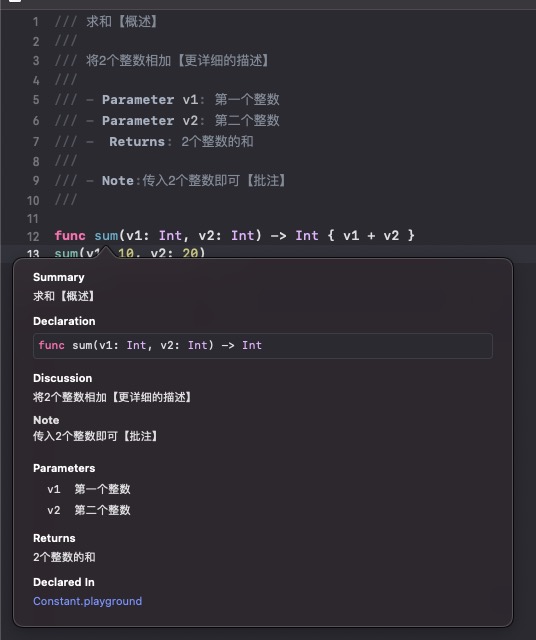 1 /// 求和【概述】
2 ///
3 /// 将2个整数相加【更详细的描述】
4 ///
5 /// - Parameter v1: 第一个整数
6 /// - Parameter v2: 第二个整数
7 /// -  Returns: 2个整数的和
8 ///
9 /// - Note:传入2个整数即可【批注】
10 ///
11
12 func sum(v1: Int, v2: Int) -> Int { v1 + v2 }
13 sum(v1: 10, v2: 20)
Summary
求和【概述】
Declaration
func sum(v1: Int, v2: Int) -> Int
Discussion
将2个整数相加【更详细的描述】
Note
传入2个整数即可【批注】
Parameters
v1 第一个整数
v2 第二个整数
Returns
2个整数的和
Declared In
Constant.playground